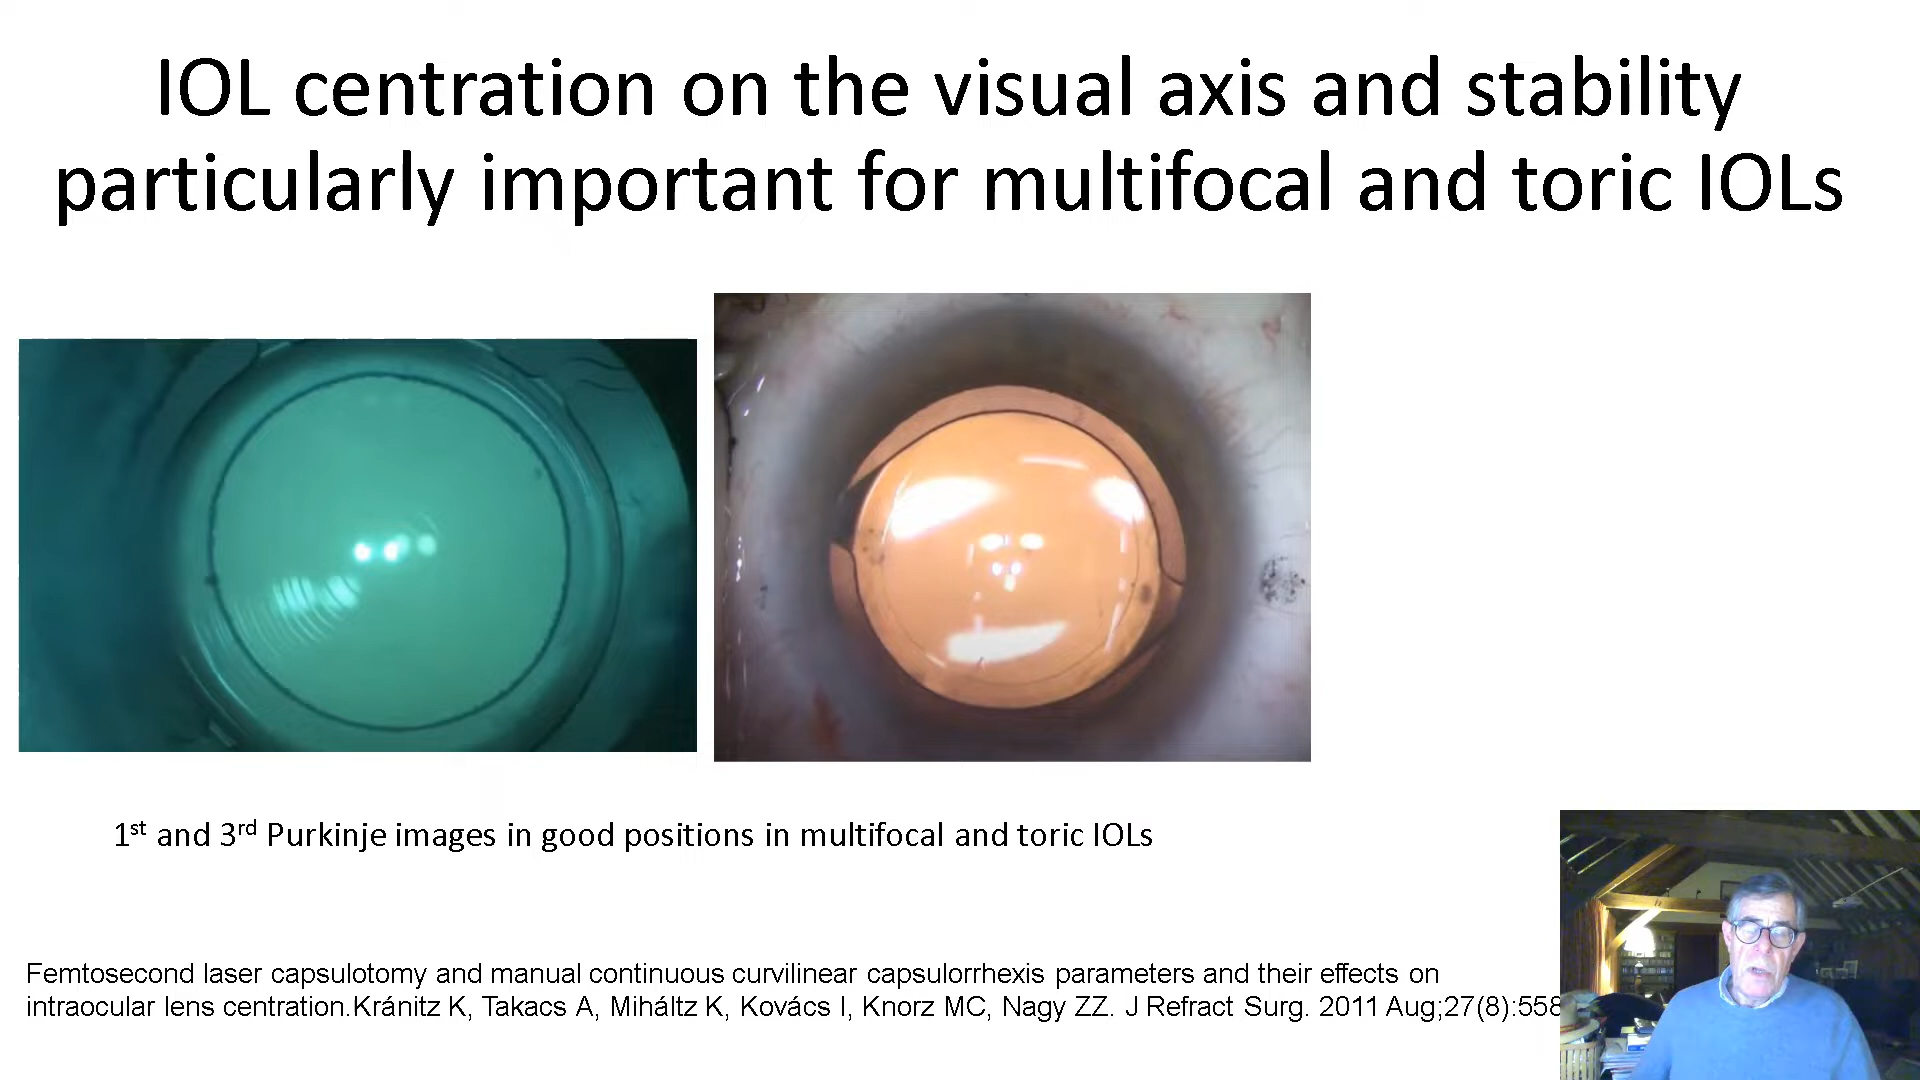 IOL centration on the visual axis and stability
particularly important for multifocal and toric IOLs
1st and 3rd Purkinje images in good positions in multifocal and toric IOLs
Femtosecond laser capsulotomy and manual continuous curvilinear capsulorrhexis parameters and their effects on
intraocular lens centration.Kránitz K, Takacs A, Miháltz K, Kovács I, Knorz MC, Nagy ZZ. J Refract Surg. 2011 Aug;27(8):558